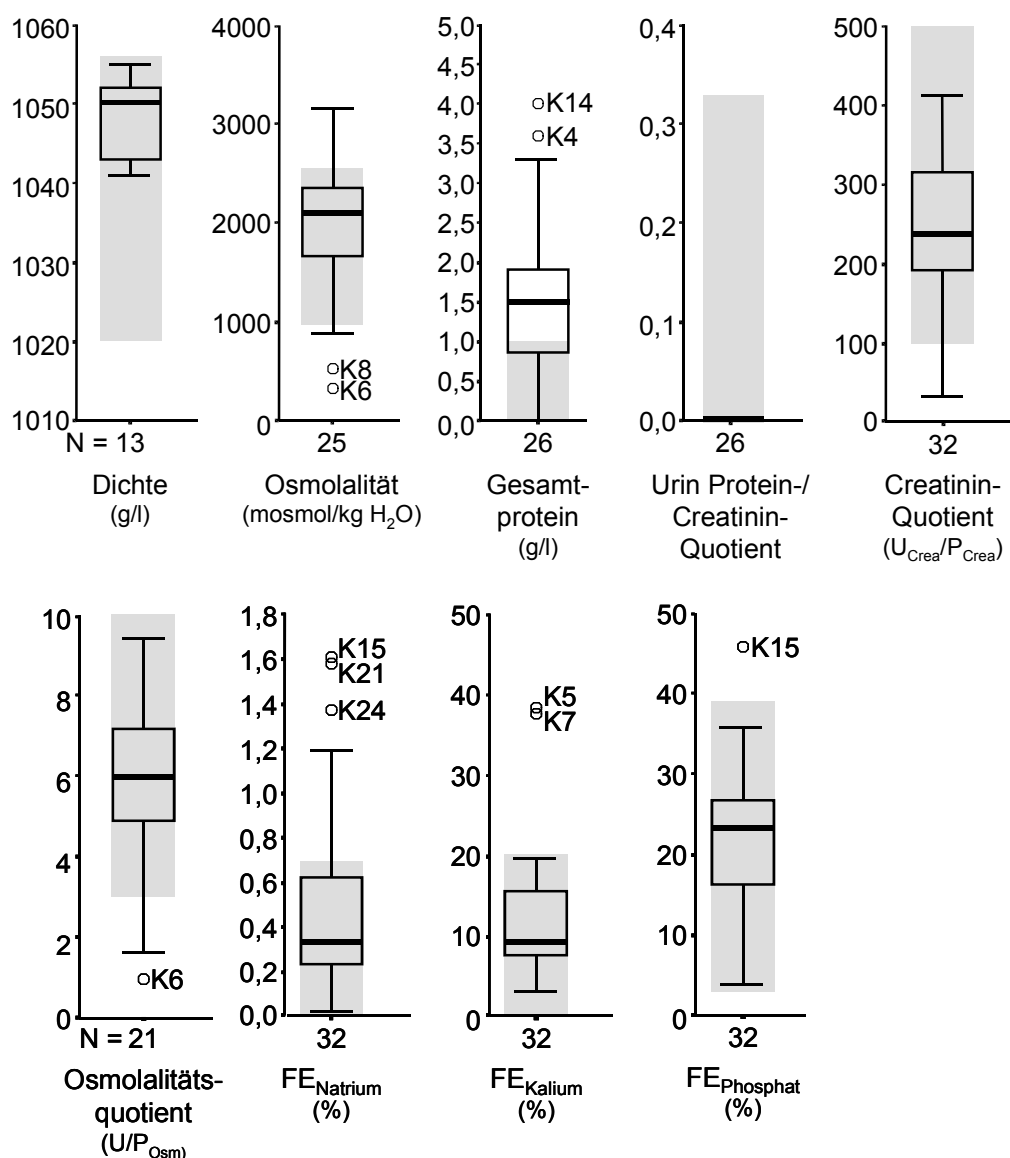 1060
1050
1040
1030
1020
1010
N = 13
Dichte
(g/l)
4000
3000
2000
1000
0
K8
K6
25
Osmolalität
(mosmol/kg H₂O)
5,0
4,5
4,0
3,5
3,0
2,5
2,0
1,5
1,0
0,5
0,0
K14
K4
26
Gesamt-
protein
(g/l)
0,4
0,3
0,2
0,1
0,0
26
Urin Protein-/
Creatinin-
Quotient
500
400
300
200
100
0
32
Creatinin-
Quotient
(U_Crea/P_Crea)
10
8
6
4
2
0
K6
N = 21
Osmolalitäts-
quotient
(U/P_Osm)
1,8
1,6
1,4
1,2
1,0
0,8
0,6
0,4
0,2
0,0
K15
K21
K24
32
FE_Natrium
(%)
50
40
30
20
10
0
K5
K7
32
FE_Kalium
(%)
50
40
30
20
10
0
K15
32
FE_Phosphat
(%)